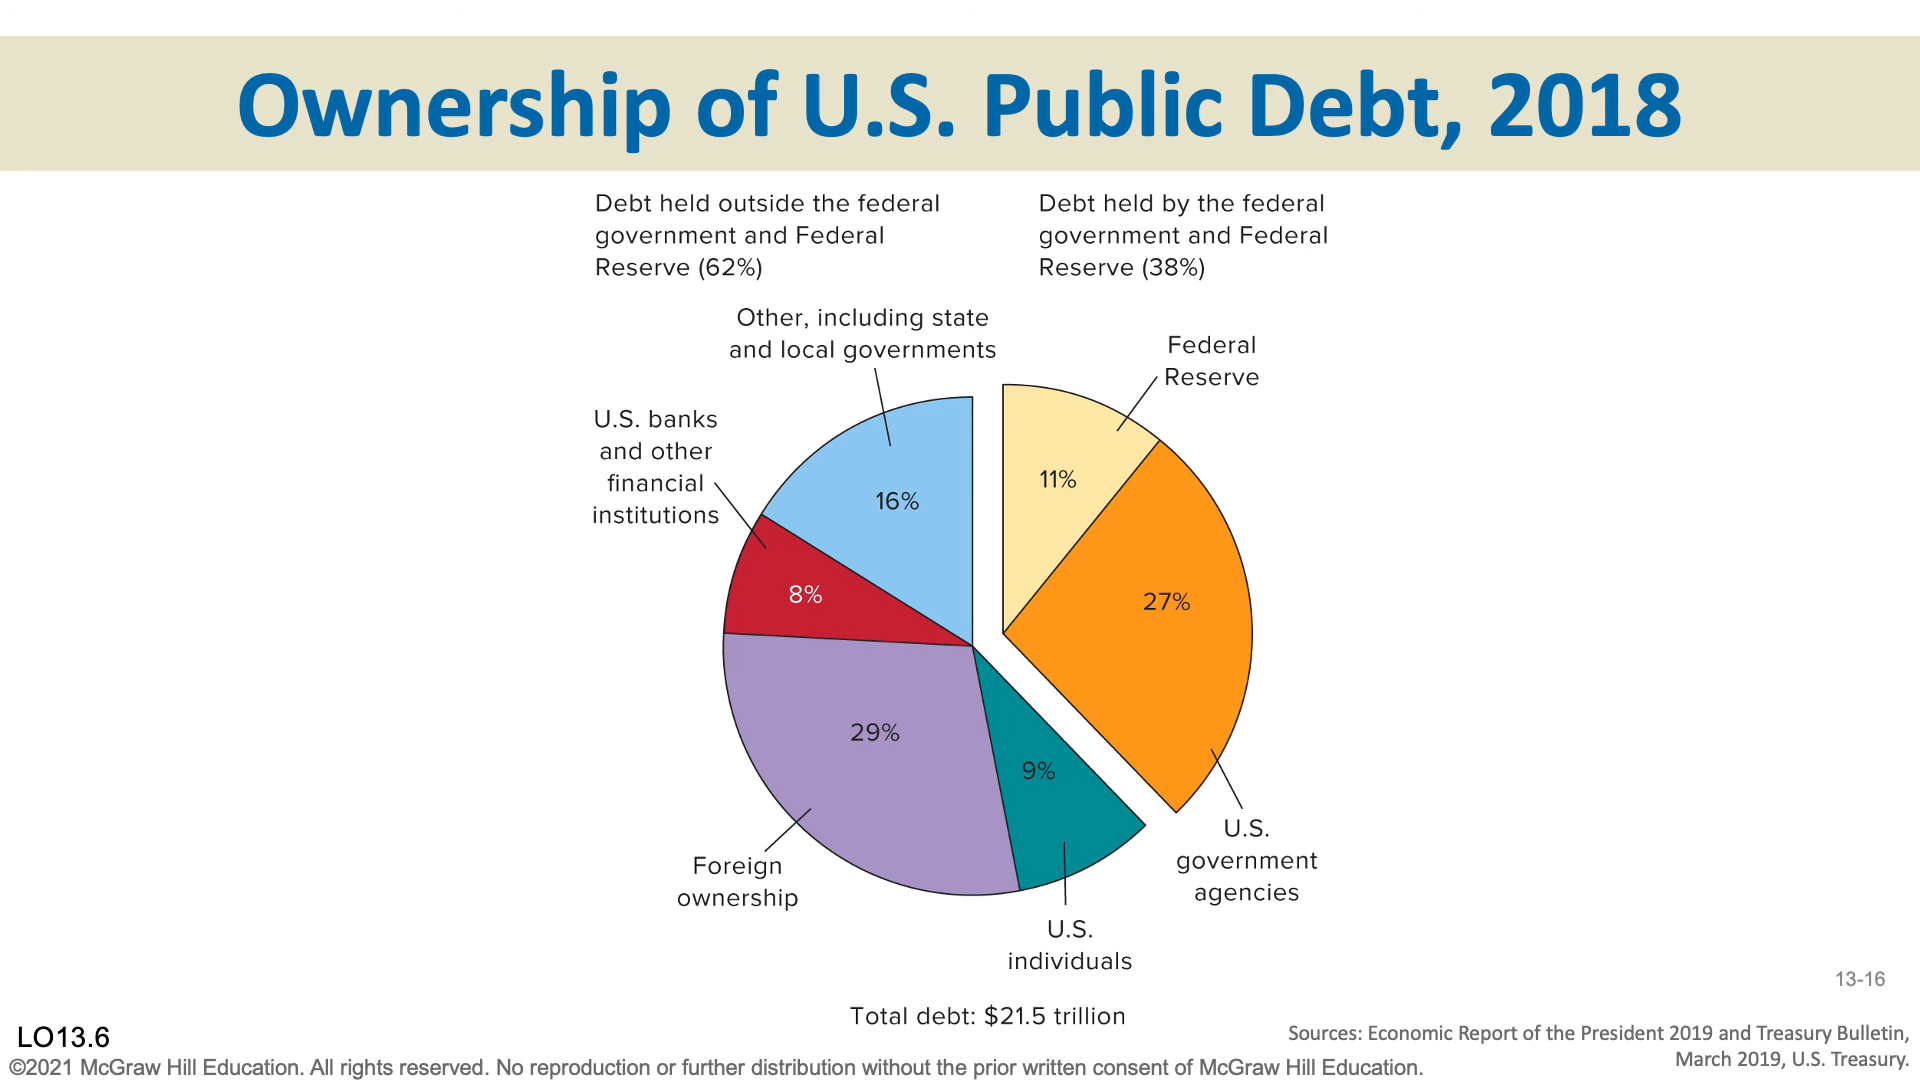 Ownership of U.S. Public Debt, 2018
Debt held outside the federal
government and Federal
Reserve (62%)
Debt held by the federal
government and Federal
Reserve (38%)
Other, including state
and local governments
Federal
Reserve
U.S. banks
and other
financial
institutions
11%
16%
27%
8%
29%
9%
U.S.
government
agencies
Foreign
ownership
U.S.
individuals
Total debt: $21.5 trillion
13-16
LO13.6
Sources: Economic Report of the President 2019 and Treasury Bulletin,
March 2019, U.S. Treasury.
©2021 McGraw Hill Education. All rights reserved. No reproduction or further distribution without the prior written consent of McGraw Hill Education.